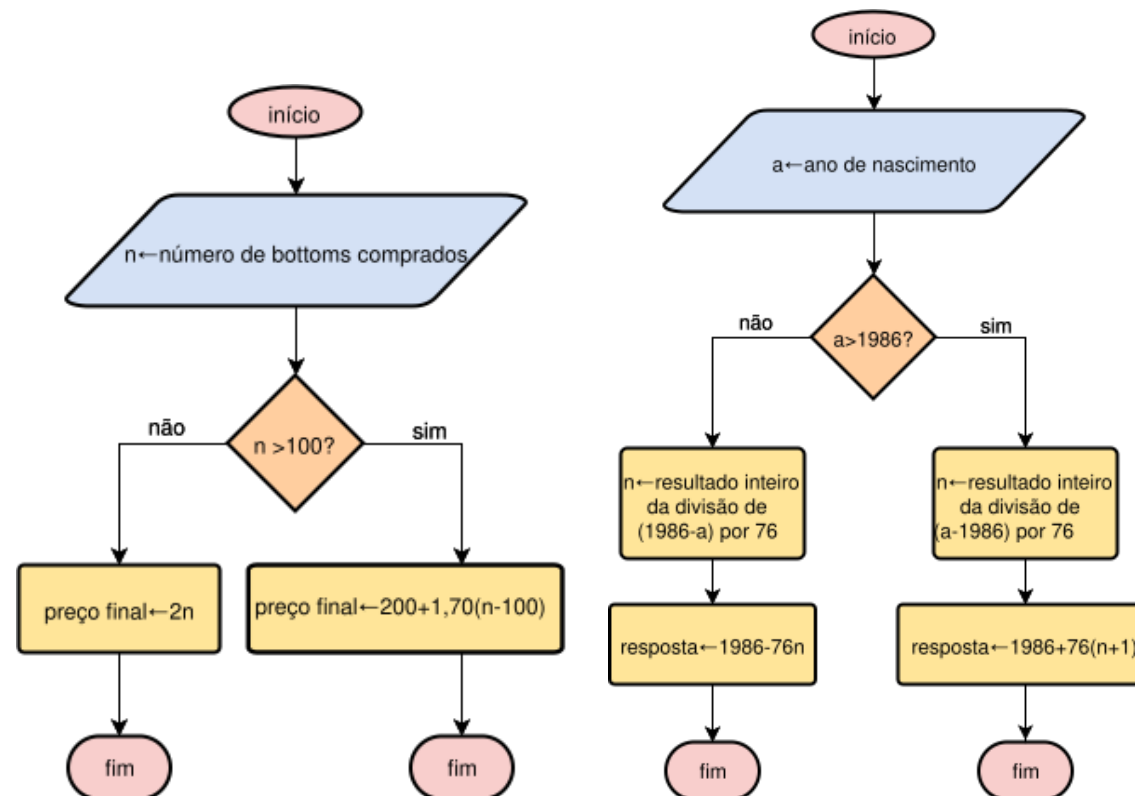 início
n←número de bottoms comprados
não
sim
n >100?
preço final←2n
preço final←200+1,70(n-100)
fim
fim
início
a←ano de nascimento
não
sim
a>1986?
n←resultado inteiro
da divisão de
(1986-a) por 76
n←resultado inteiro
da divisão de
(a-1986) por 76
resposta←1986-76n
resposta←1986+76(n+1)
fim
fim